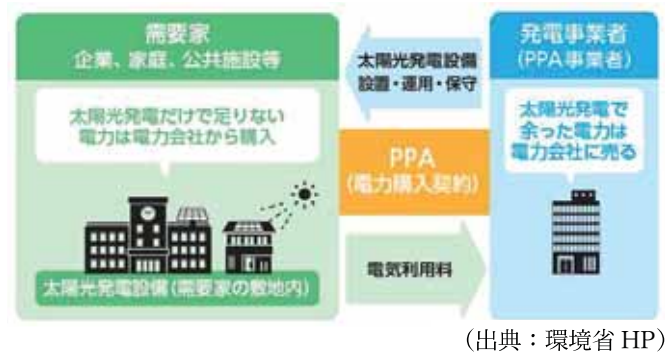 需要家
企業、家庭、公共施設等
太陽光発電だけで足りない
電力は電力会社から購入
太陽光発電設備(需要家の敷地内)
太陽光発電設備
設置・運用・保守
PPA
(電力購入契約)
電気利用料
発電事業者
(PPA事業者)
太陽光発電で
余った電力は
電力会社に売る
(出典:環境省 HP)